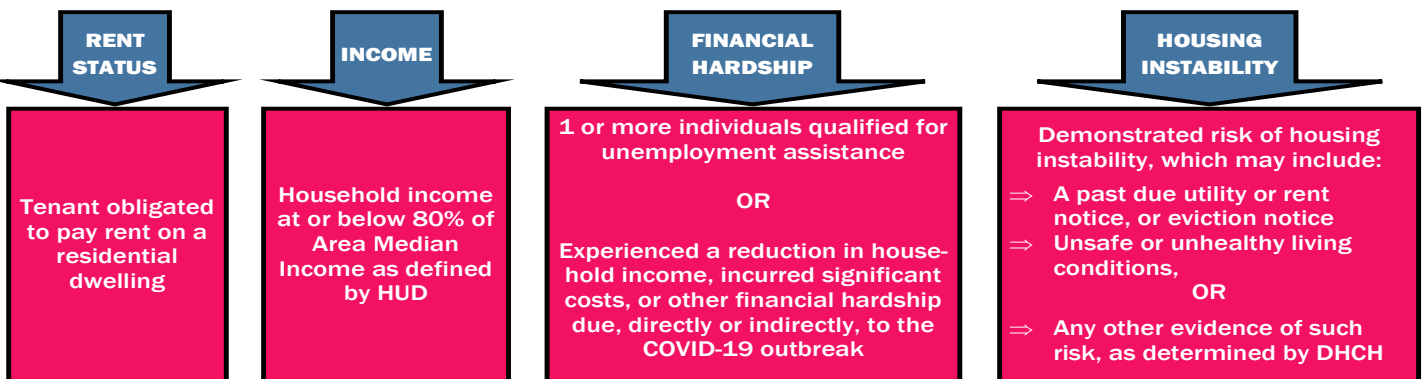 RENT
STATUS
Tenant obligated
to pay rent on a
residential
dwelling
INCOME
Household income
at or below 80% of
Area Median
Income as defined
by HUD
FINANCIAL
HARDSHIP
1 or more individuals qualified for
unemployment assistance
OR
Experienced a reduction in house-
hold income, incurred significant
costs, or other financial hardship
due, directly or indirectly, to the
COVID-19 outbreak
HOUSING
INSTABILITY
Demonstrated risk of housing
instability, which may include:
⇒ A past due utility or rent
notice, or eviction notice
⇒ Unsafe or unhealthy living
conditions,
OR
⇒ Any other evidence of such
risk, as determined by DHCH